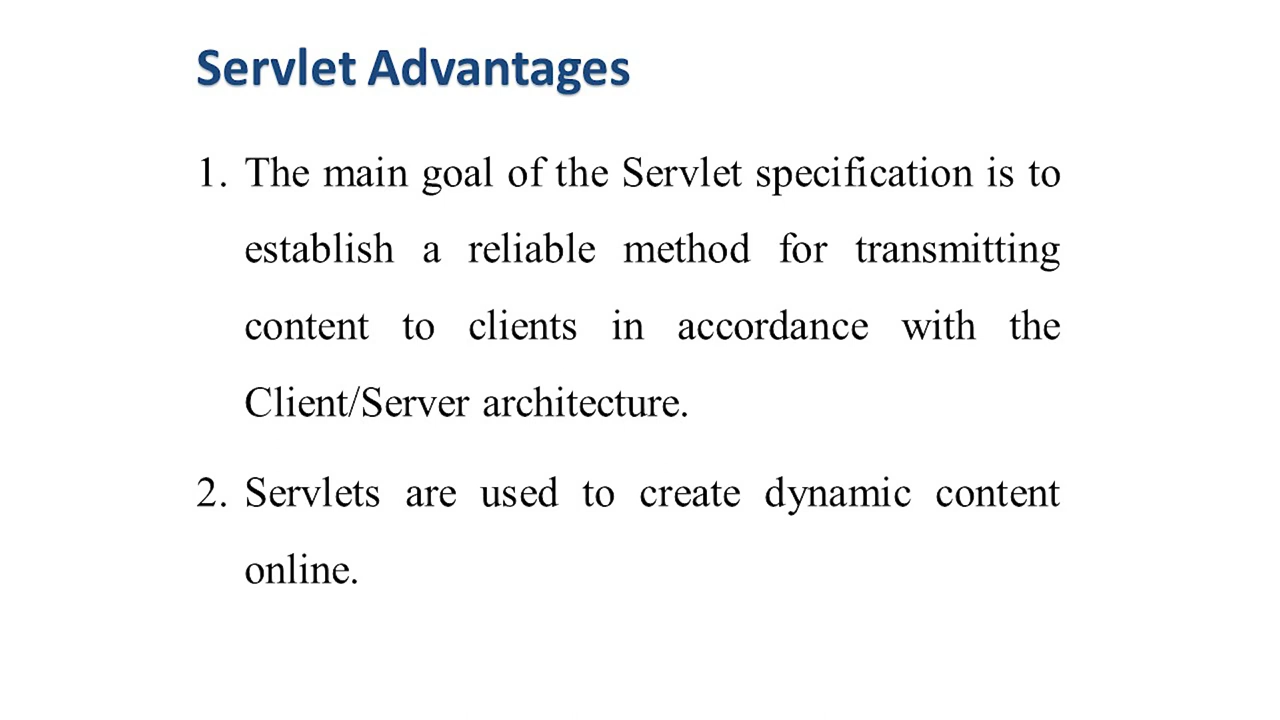 Servlet Advantages
1. The main goal of the Servlet specification is to
establish a reliable method for transmitting
content to clients in accordance with the
Client/Server architecture.
2. Servlets are used to create dynamic content
online.